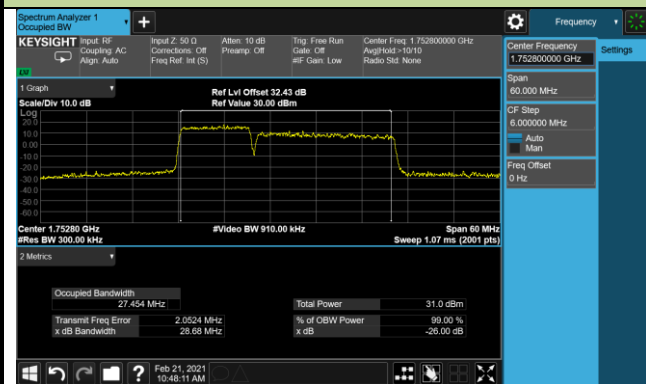 Spectrum Analyzer 1
Occupied BW
KEYSIGHT
Input: RF
Coupling: AC
Align: Auto
Input Z: 50 Ω
Corrections: Off
Freq Ref: Int (S)
Atten: 10 dB
Preamp: Off
Trig: Free Run
Gate: Off
#IF Gain: Low
Center Freq: 1.752800000 GHz
Avg|Hold:>10/10
Radio Std: None
1 Graph
Scale/Div 10.0 dB
Ref Lvl Offset 32.43 dB
Ref Value 30.00 dBm
Log
20.0
10.0
0.00
-10.0
-20.0
-30.0
-40.0
-50.0
-60.0
Center 1.75280 GHz
#Res BW 300.00 kHz
#Video BW 910.00 kHz
Span 60 MHz
Sweep 1.07 ms (2001 pts)
2 Metrics
Occupied Bandwidth
27.454 MHz
Transmit Freq Error 2.0524 MHz
x dB Bandwidth 28.68 MHz
Total Power 31.0 dBm
% of OBW Power 99.00 %
x dB -26.00 dB
Feb 21, 2021
10:48:11 AM
Frequency
Center Frequency
1.752800000 GHz
Span
60.000 MHz
CF Step
6.000000 MHz
Auto
Man
Freq Offset
0 Hz
Settings